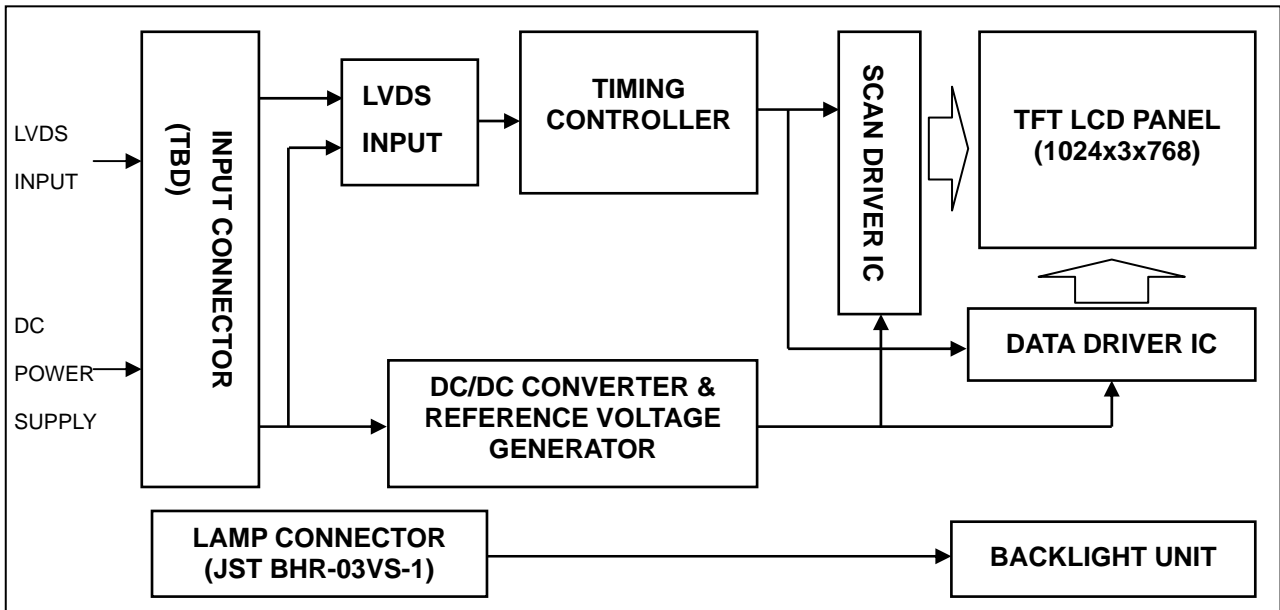 LVDS
INPUT
DC
POWER
SUPPLY
INPUT CONNECTOR
(TBD)
LVDS
INPUT
TIMING
CONTROLLER
SCAN DRIVER IC
TFT LCD PANEL
(1024x3x768)
DATA DRIVER IC
DC/DC CONVERTER &
REFERENCE VOLTAGE
GENERATOR
LAMP CONNECTOR
(JST BHR-03VS-1)
BACKLIGHT UNIT